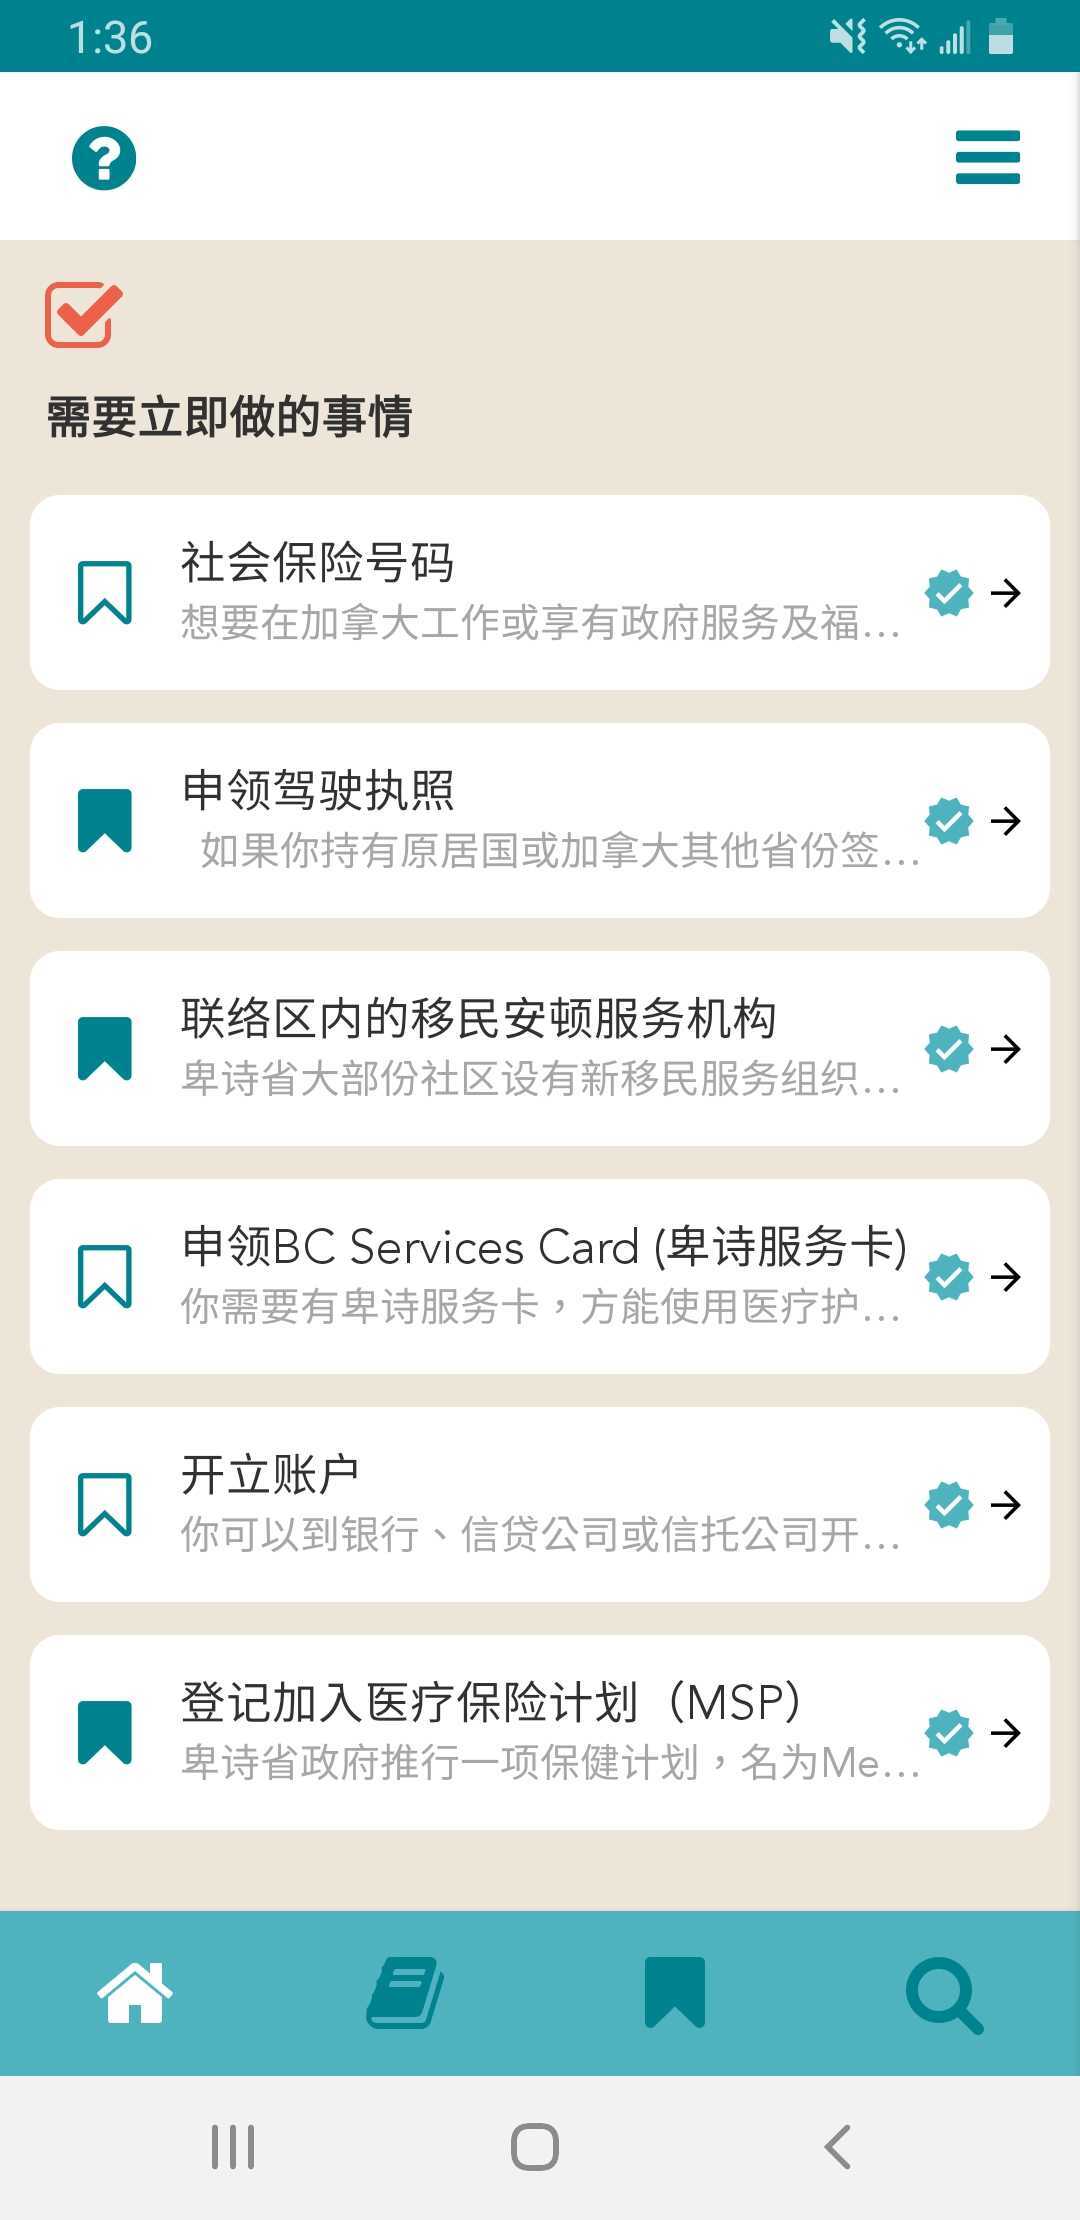 1:36
需要立即做的事情
社会保险号码
想要在加拿大工作或享有政府服务及福...
申领驾驶执照
如果你持有原居国或加拿大其他省份签...
联络区内的移民安顿服务机构
卑诗省大部份社区设有新移民服务组织...
申领BC Services Card (卑诗服务卡)
你需要有卑诗服务卡，方能使用医疗护...
开立账户
你可以到银行、信贷公司或信托公司开...
登记加入医疗保险计划（MSP）
卑诗省政府推行一项保健计划，名为Me...